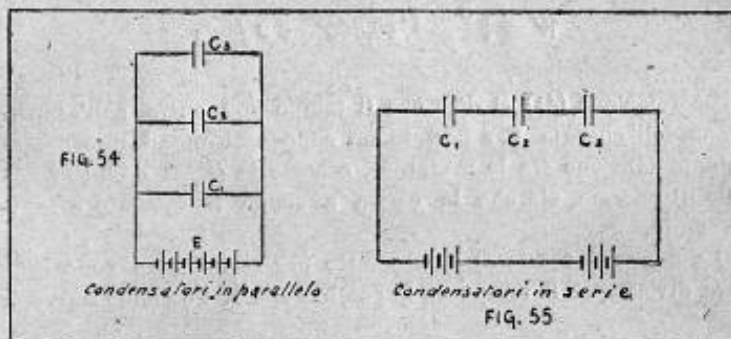 C3
C2
FIG. 54
C1
E
Condensatori in parallelo
C1 C2 C3
Condensatori in serie
FIG. 55